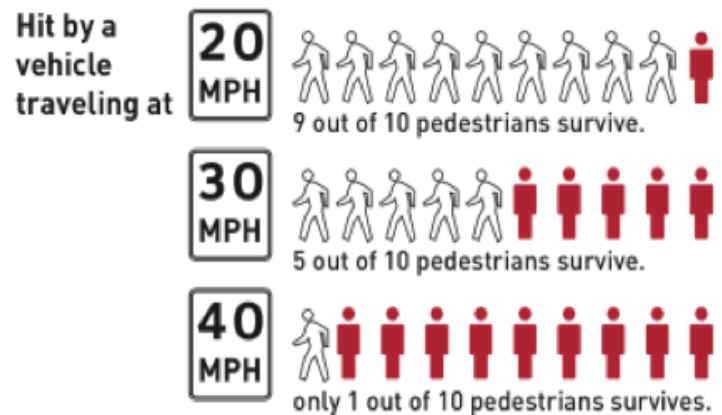 Hit by a
vehicle
traveling at
20
MPH
9 out of 10 pedestrians survive.
30
MPH
5 out of 10 pedestrians survive.
40
MPH
only 1 out of 10 pedestrians survives.